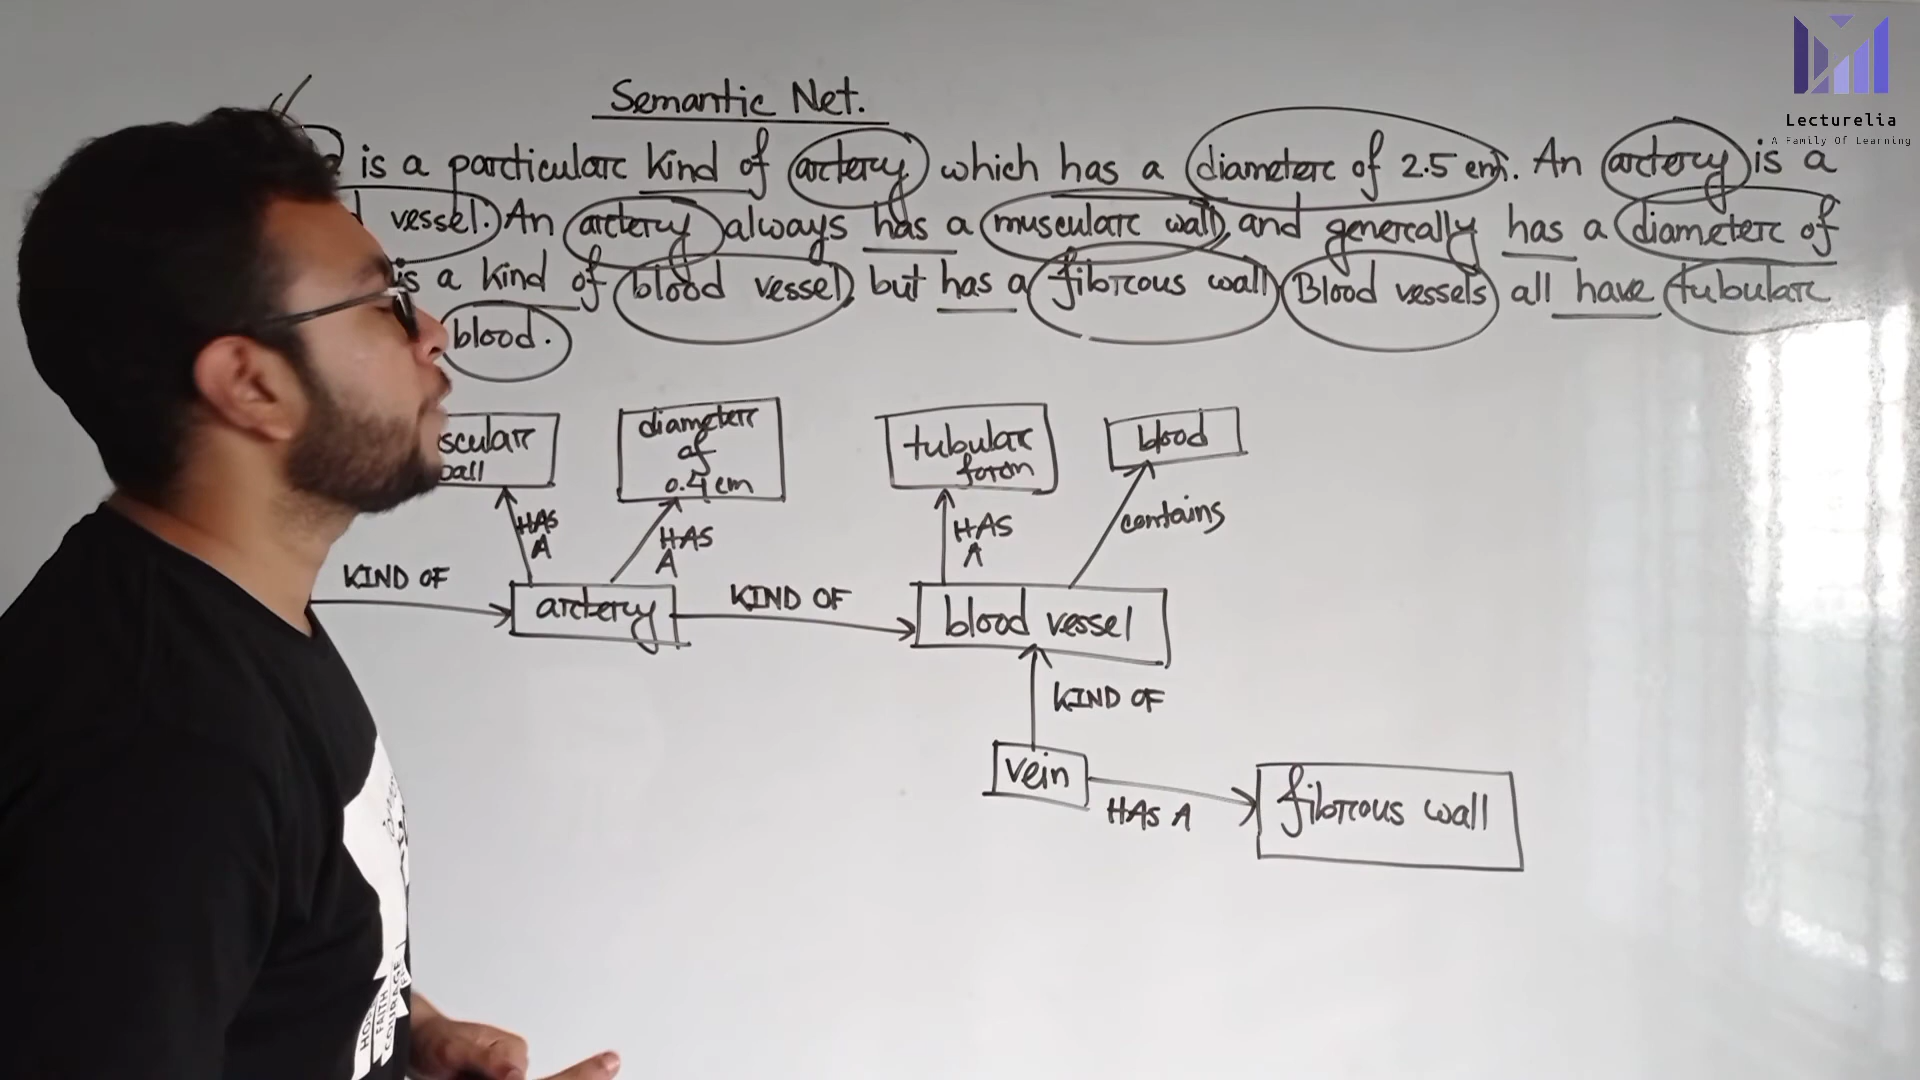 Semantic Net.
is a particular kind of artery which has a diameter of 2.5 cm. An artery is a
vessel. An artery always has a muscular wall, and generally has a diameter of
is a kind of blood vessel, but has a fibrous wall. Blood vessels all have tubular
blood.
diameter
of
0.4 cm
tubular
form
blood
HAS
A
HAS
A
HAS
A
contains
KIND OF
artery
KIND OF
blood vessel
KIND OF
vein
HAS A
fibrous wall
FAITH
COURAGE
Lecturelia
A Family Of Learning